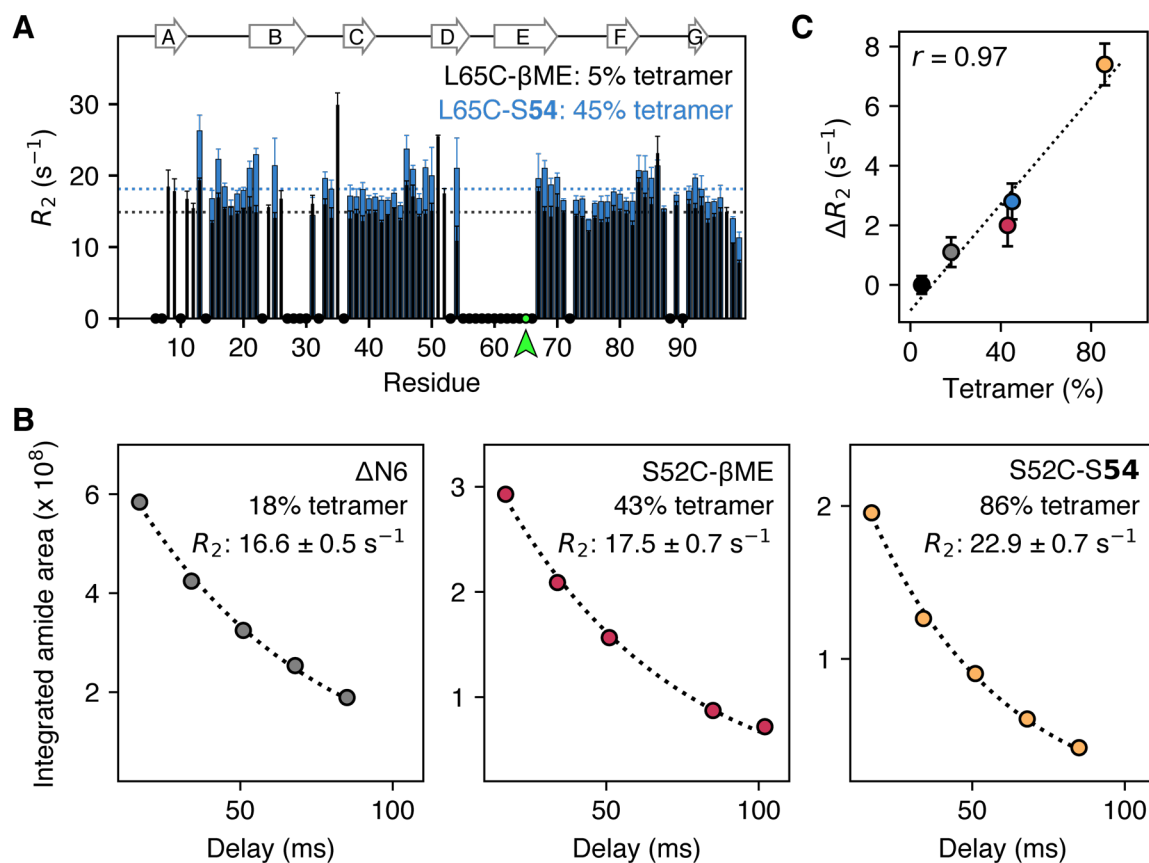 A
A B C D E F G
L65C-βME: 5% tetramer
L65C-S54: 45% tetramer
R₂ (s⁻¹)
30
20
10
0
10 20 30 40 50 60 70 80 90
Residue
C
r = 0.97
ΔR₂ (s⁻¹)
8
6
4
2
0
0 40 80
Tetramer (%)
B
Integrated amide area (x 10⁸)
ΔN6
18% tetramer
R₂: 16.6 ± 0.5 s⁻¹
6
4
2
50 100
Delay (ms)
S52C-βME
43% tetramer
R₂: 17.5 ± 0.7 s⁻¹
3
2
1
50 100
Delay (ms)
S52C-S54
86% tetramer
R₂: 22.9 ± 0.7 s⁻¹
2
1
50 100
Delay (ms)